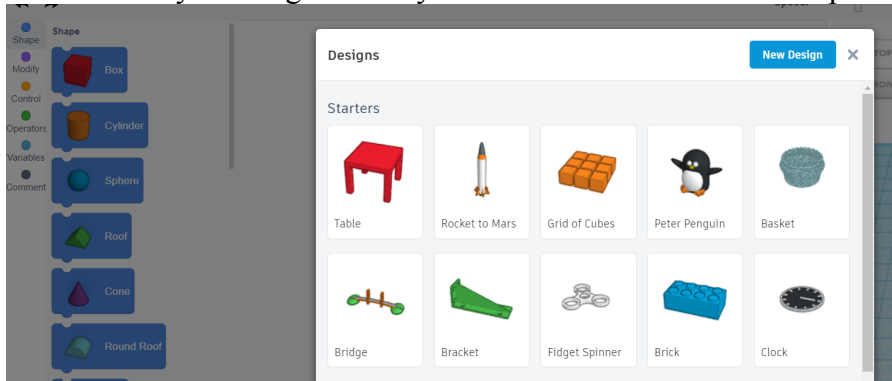 Shape
Modify
Control
Operators
Variables
Comment
Shape
Box
Cylinder
Sphere
Roof
Cone
Round Roof
Designs
New Design
Starters
Table
Rocket to Mars
Grid of Cubes
Peter Penguin
Basket
Bridge
Bracket
Fidget Spinner
Brick
Clock
TOP